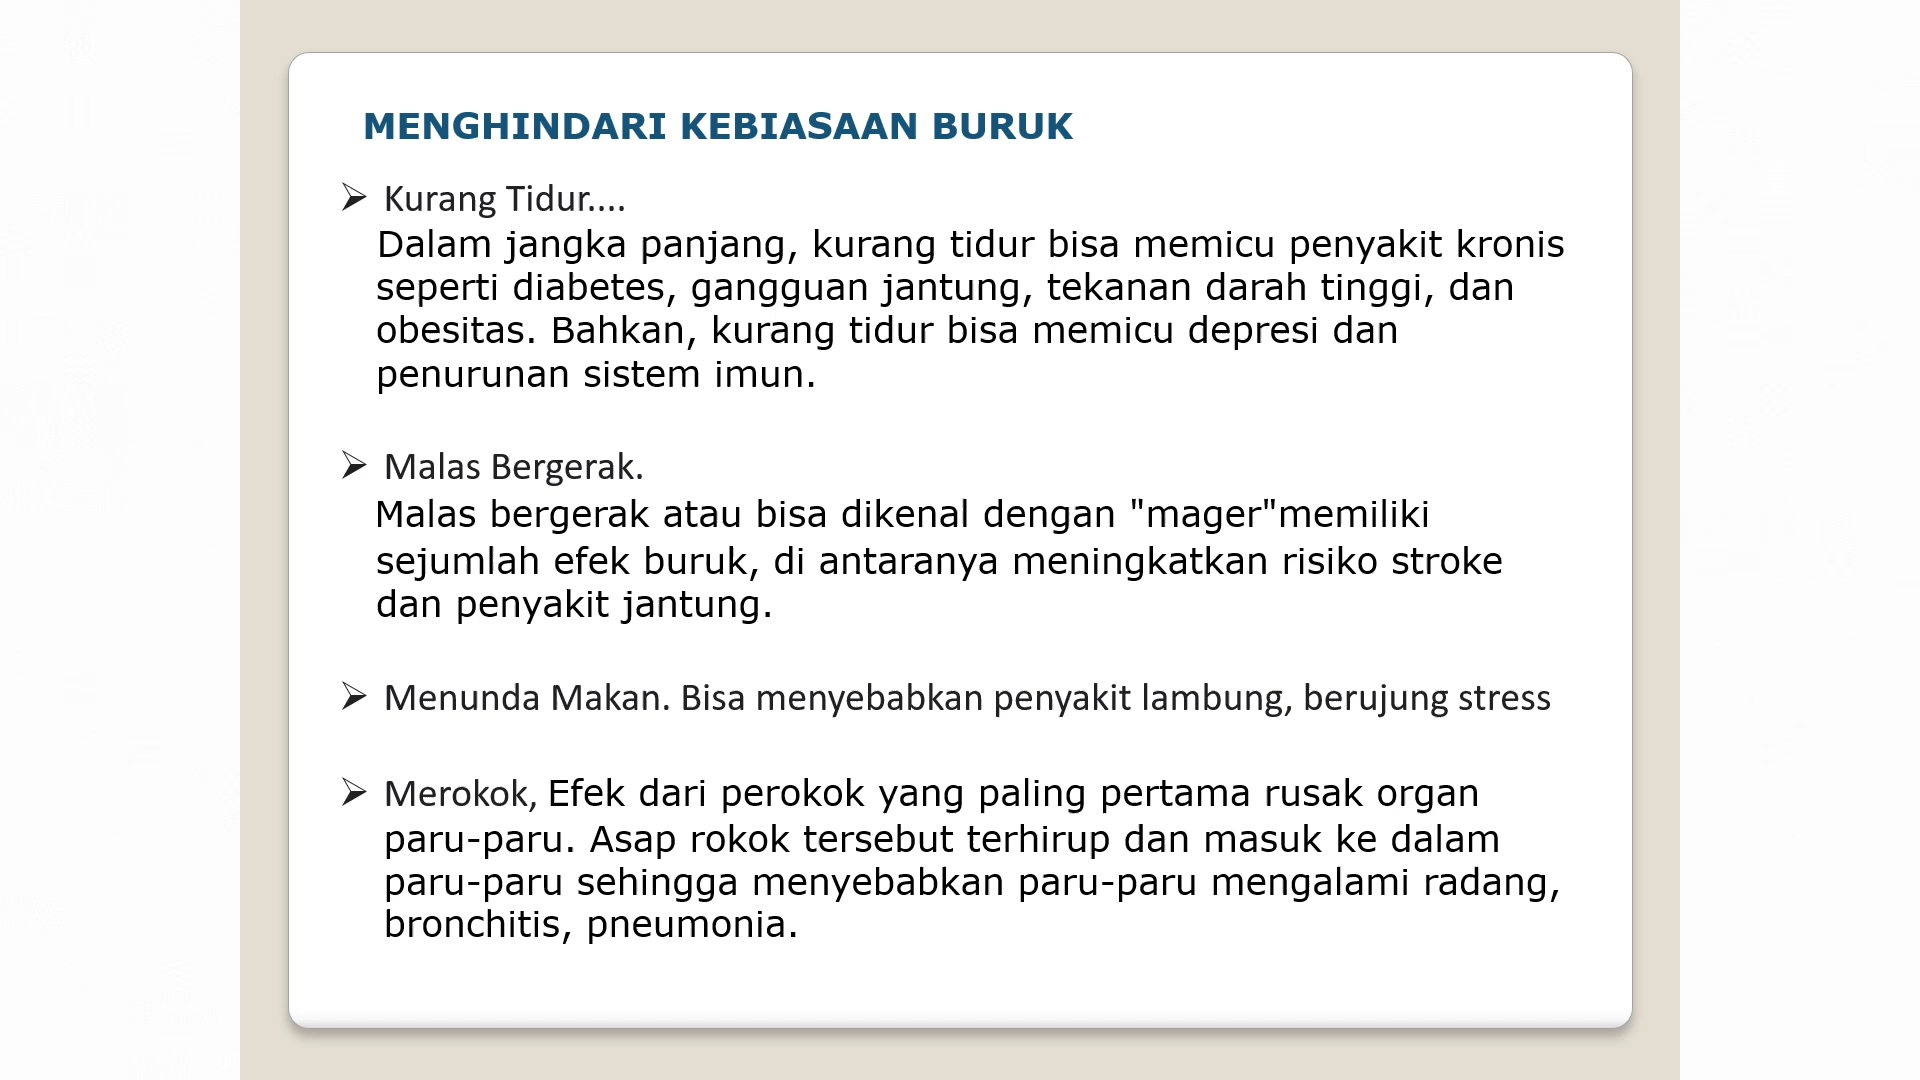 MENGHINDARI KEBIASAAN BURUK
➢ Kurang Tidur....
Dalam jangka panjang, kurang tidur bisa memicu penyakit kronis
seperti diabetes, gangguan jantung, tekanan darah tinggi, dan
obesitas. Bahkan, kurang tidur bisa memicu depresi dan
penurunan sistem imun.
➢ Malas Bergerak.
Malas bergerak atau bisa dikenal dengan "mager"memiliki
sejumlah efek buruk, di antaranya meningkatkan risiko stroke
dan penyakit jantung.
➢ Menunda Makan. Bisa menyebabkan penyakit lambung, berujung stress
➢ Merokok, Efek dari perokok yang paling pertama rusak organ
paru-paru. Asap rokok tersebut terhirup dan masuk ke dalam
paru-paru sehingga menyebabkan paru-paru mengalami radang,
bronchitis, pneumonia.